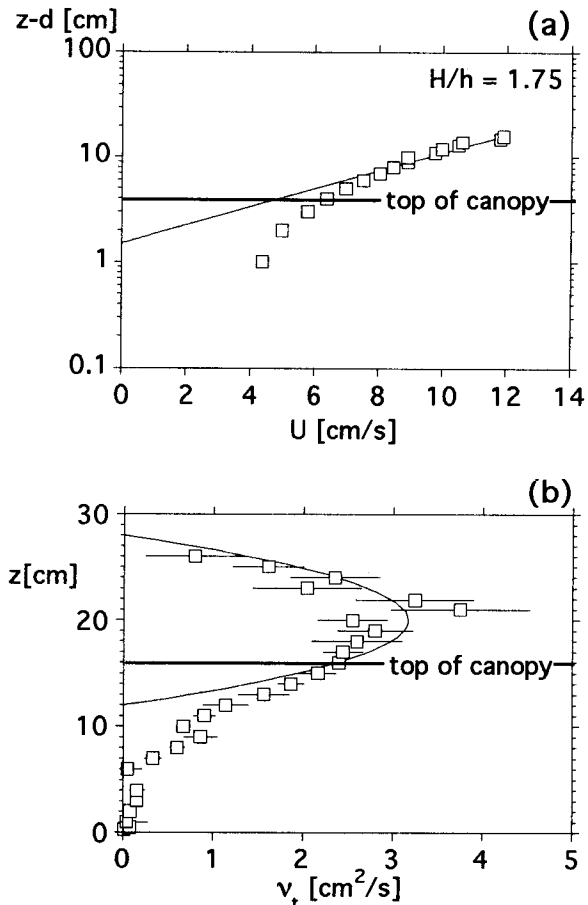 z-d [cm]
(a)
100
H/h = 1.75
10
top of canopy
1
0.1
0 2 4 6 8 10 12 14
U [cm/s]
(b)
30
z[cm]
20
top of canopy
10
0
0 1 2 3 4 5
ν_t [cm²/s]